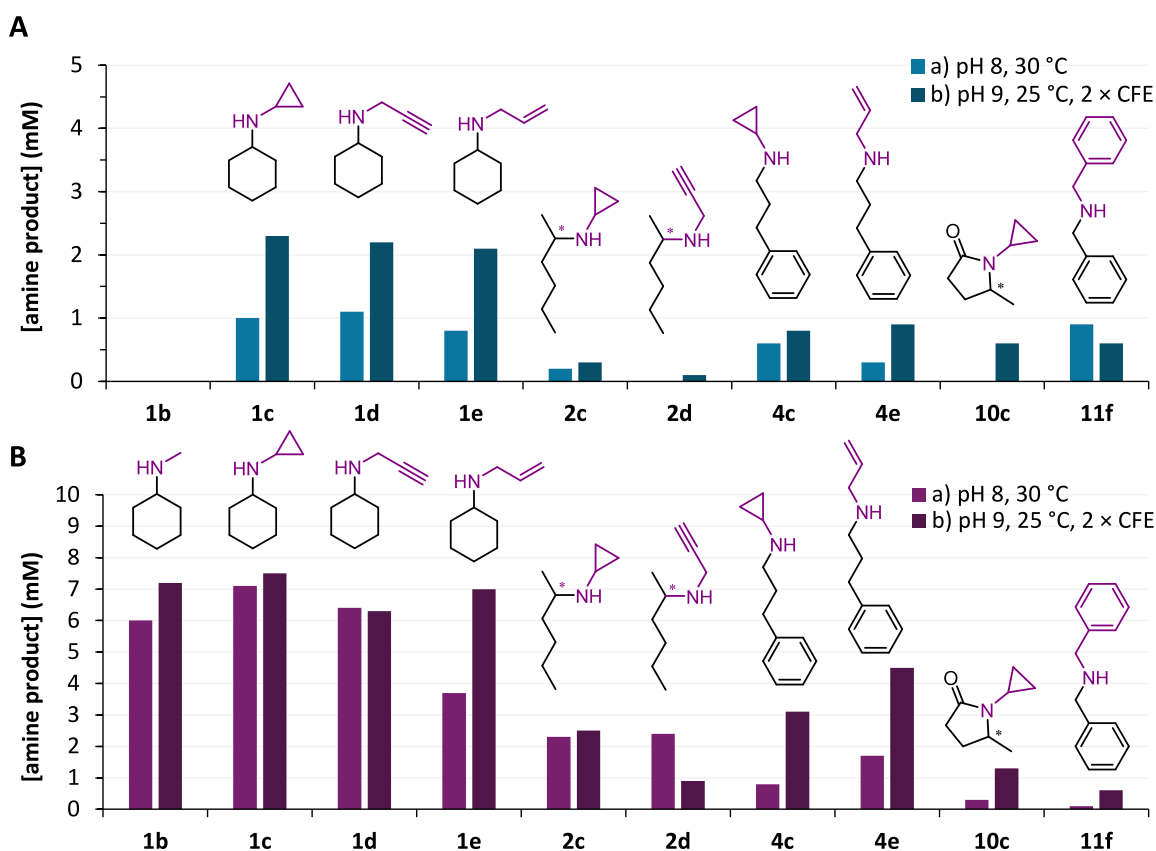 A
[amine product] (mM)
5
4
3
2
1
0
a) pH 8, 30 °C
b) pH 9, 25 °C, 2 × CFE
HN
HN
HN
NH
NH
NH
NH
O
N
NH
*
*
*
1b 1c 1d 1e 2c 2d 4c 4e 10c 11f
B
[amine product] (mM)
10
9
8
7
6
5
4
3
2
1
0
a) pH 8, 30 °C
b) pH 9, 25 °C, 2 × CFE
HN
HN
HN
HN
NH
NH
NH
NH
O
N
NH
*
*
*
1b 1c 1d 1e 2c 2d 4c 4e 10c 11f